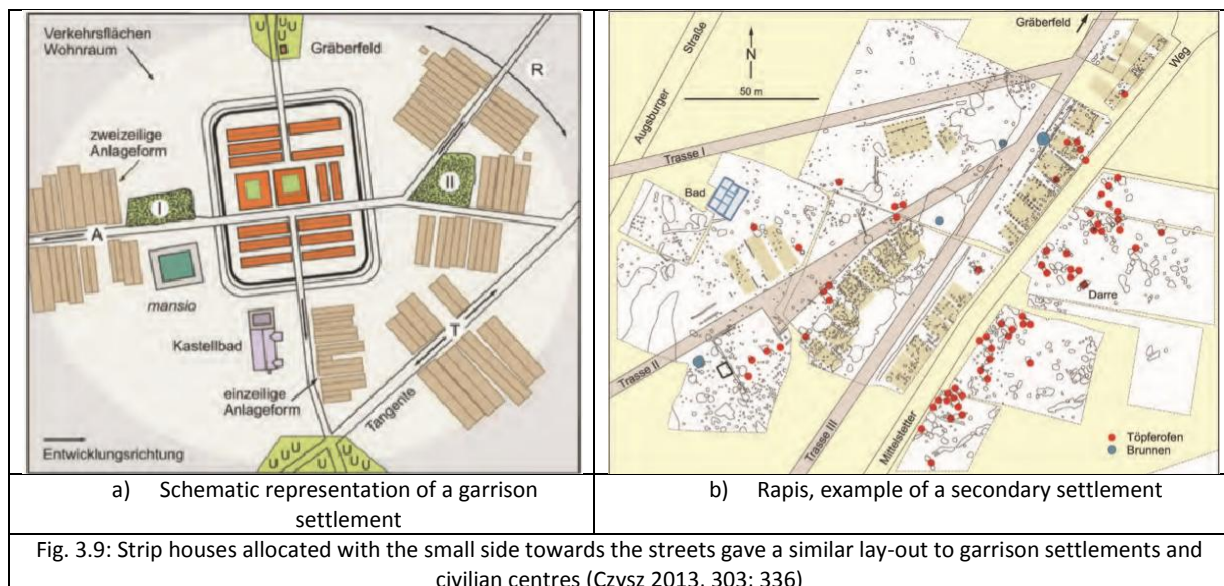 Verkehrsflächen
Wohnraum
Gräberfeld
R
zweizeilige
Anlageform
I
II
A
mansio
Kastellbad
T
einzeilige
Anlageform
Tangente
Entwicklungsrichtung
Gräberfeld
Straße
N
Weg
50 m
Augsburger
Trasse I
Bad
Darre
Trasse II
Trasse III
Mittelstetter
Töpferofen
Brunnen
a) Schematic representation of a garrison
settlement
b) Rapis, example of a secondary settlement
Fig. 3.9: Strip houses allocated with the small side towards the streets gave a similar lay-out to garrison settlements and
civilian centres (Czysz 2013, 303; 336)